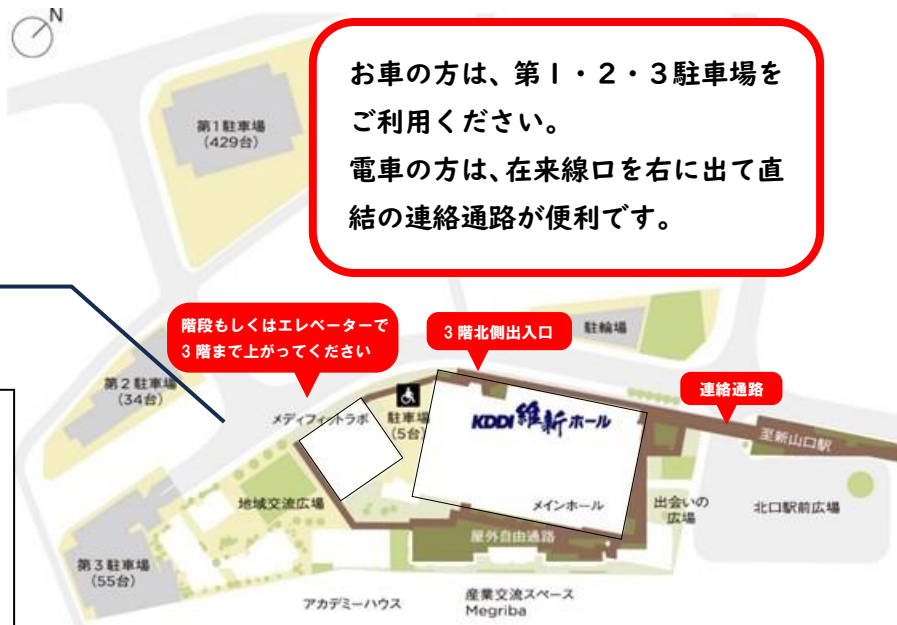 N
お車の方は、第１・２・３駐車場を
ご利用ください。
電車の方は、在来線口を右に出て直
結の連絡通路が便利です。
第1駐車場
(429台)
階段もしくはエレベーターで
3階まで上がってください
3階北側出入口
駐輪場
連絡通路
第2駐車場
(34台)
メディフィットラボ
駐車場
(5台)
KDDI維新ホール
至新山口駅
地域交流広場
メインホール
出会いの
広場
北口駅前広場
屋外自由通路
第3駐車場
(55台)
アカデミーハウス
産業交流スペース
Megriba